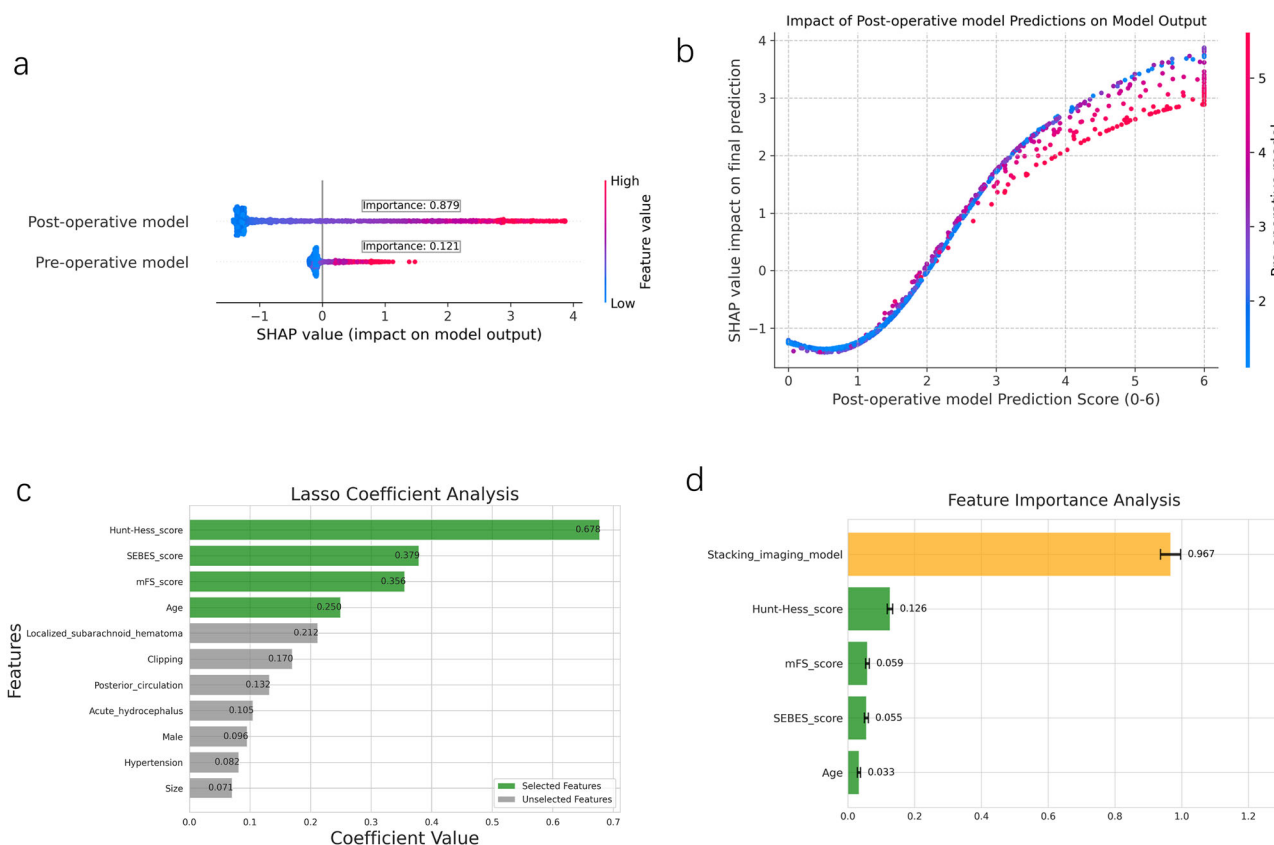 a
Importance: 0.879
Post-operative model
Importance: 0.121
Pre-operative model
−1 0 1 2 3 4
SHAP value (impact on model output)
High
Feature value
Low
b
Impact of Post-operative model Predictions on Model Output
SHAP value impact on final prediction
4
3
2
1
0
−1
0 1 2 3 4 5 6
Post-operative model Prediction Score (0-6)
5
4
3
2
c
Lasso Coefficient Analysis
Features
Hunt-Hess_score 0.678
SEBES_score 0.379
mFS_score 0.356
Age 0.250
Localized_subarachnoid_hematoma 0.212
Clipping 0.170
Posterior_circulation 0.132
Acute_hydrocephalus 0.105
Male 0.096
Hypertension 0.082
Size 0.071
Selected Features
Unselected Features
0.0 0.1 0.2 0.3 0.4 0.5 0.6 0.7
Coefficient Value
d
Feature Importance Analysis
Stacking_imaging_model 0.967
Hunt-Hess_score 0.126
mFS_score 0.059
SEBES_score 0.055
Age 0.033
0.0 0.2 0.4 0.6 0.8 1.0 1.2